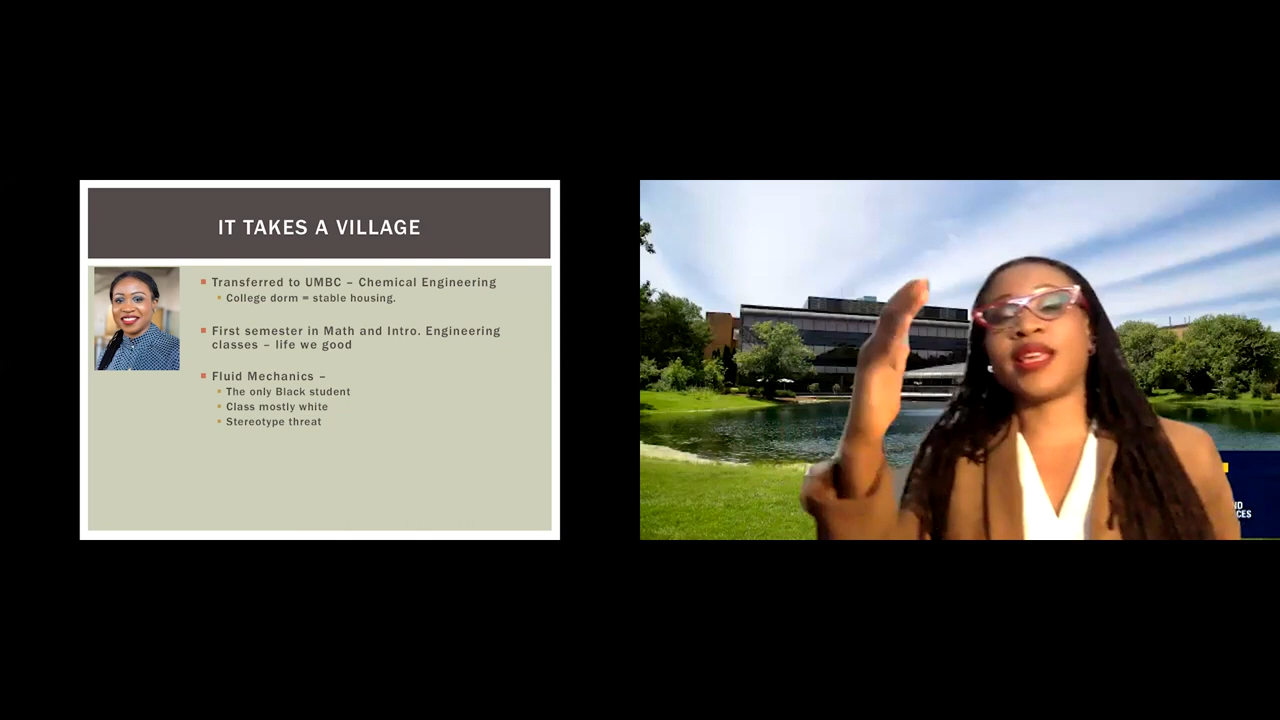 IT TAKES A VILLAGE
Transferred to UMBC – Chemical Engineering
College dorm = stable housing.
First semester in Math and Intro. Engineering
classes – life we good
Fluid Mechanics –
The only Black student
Class mostly white
Stereotype threat